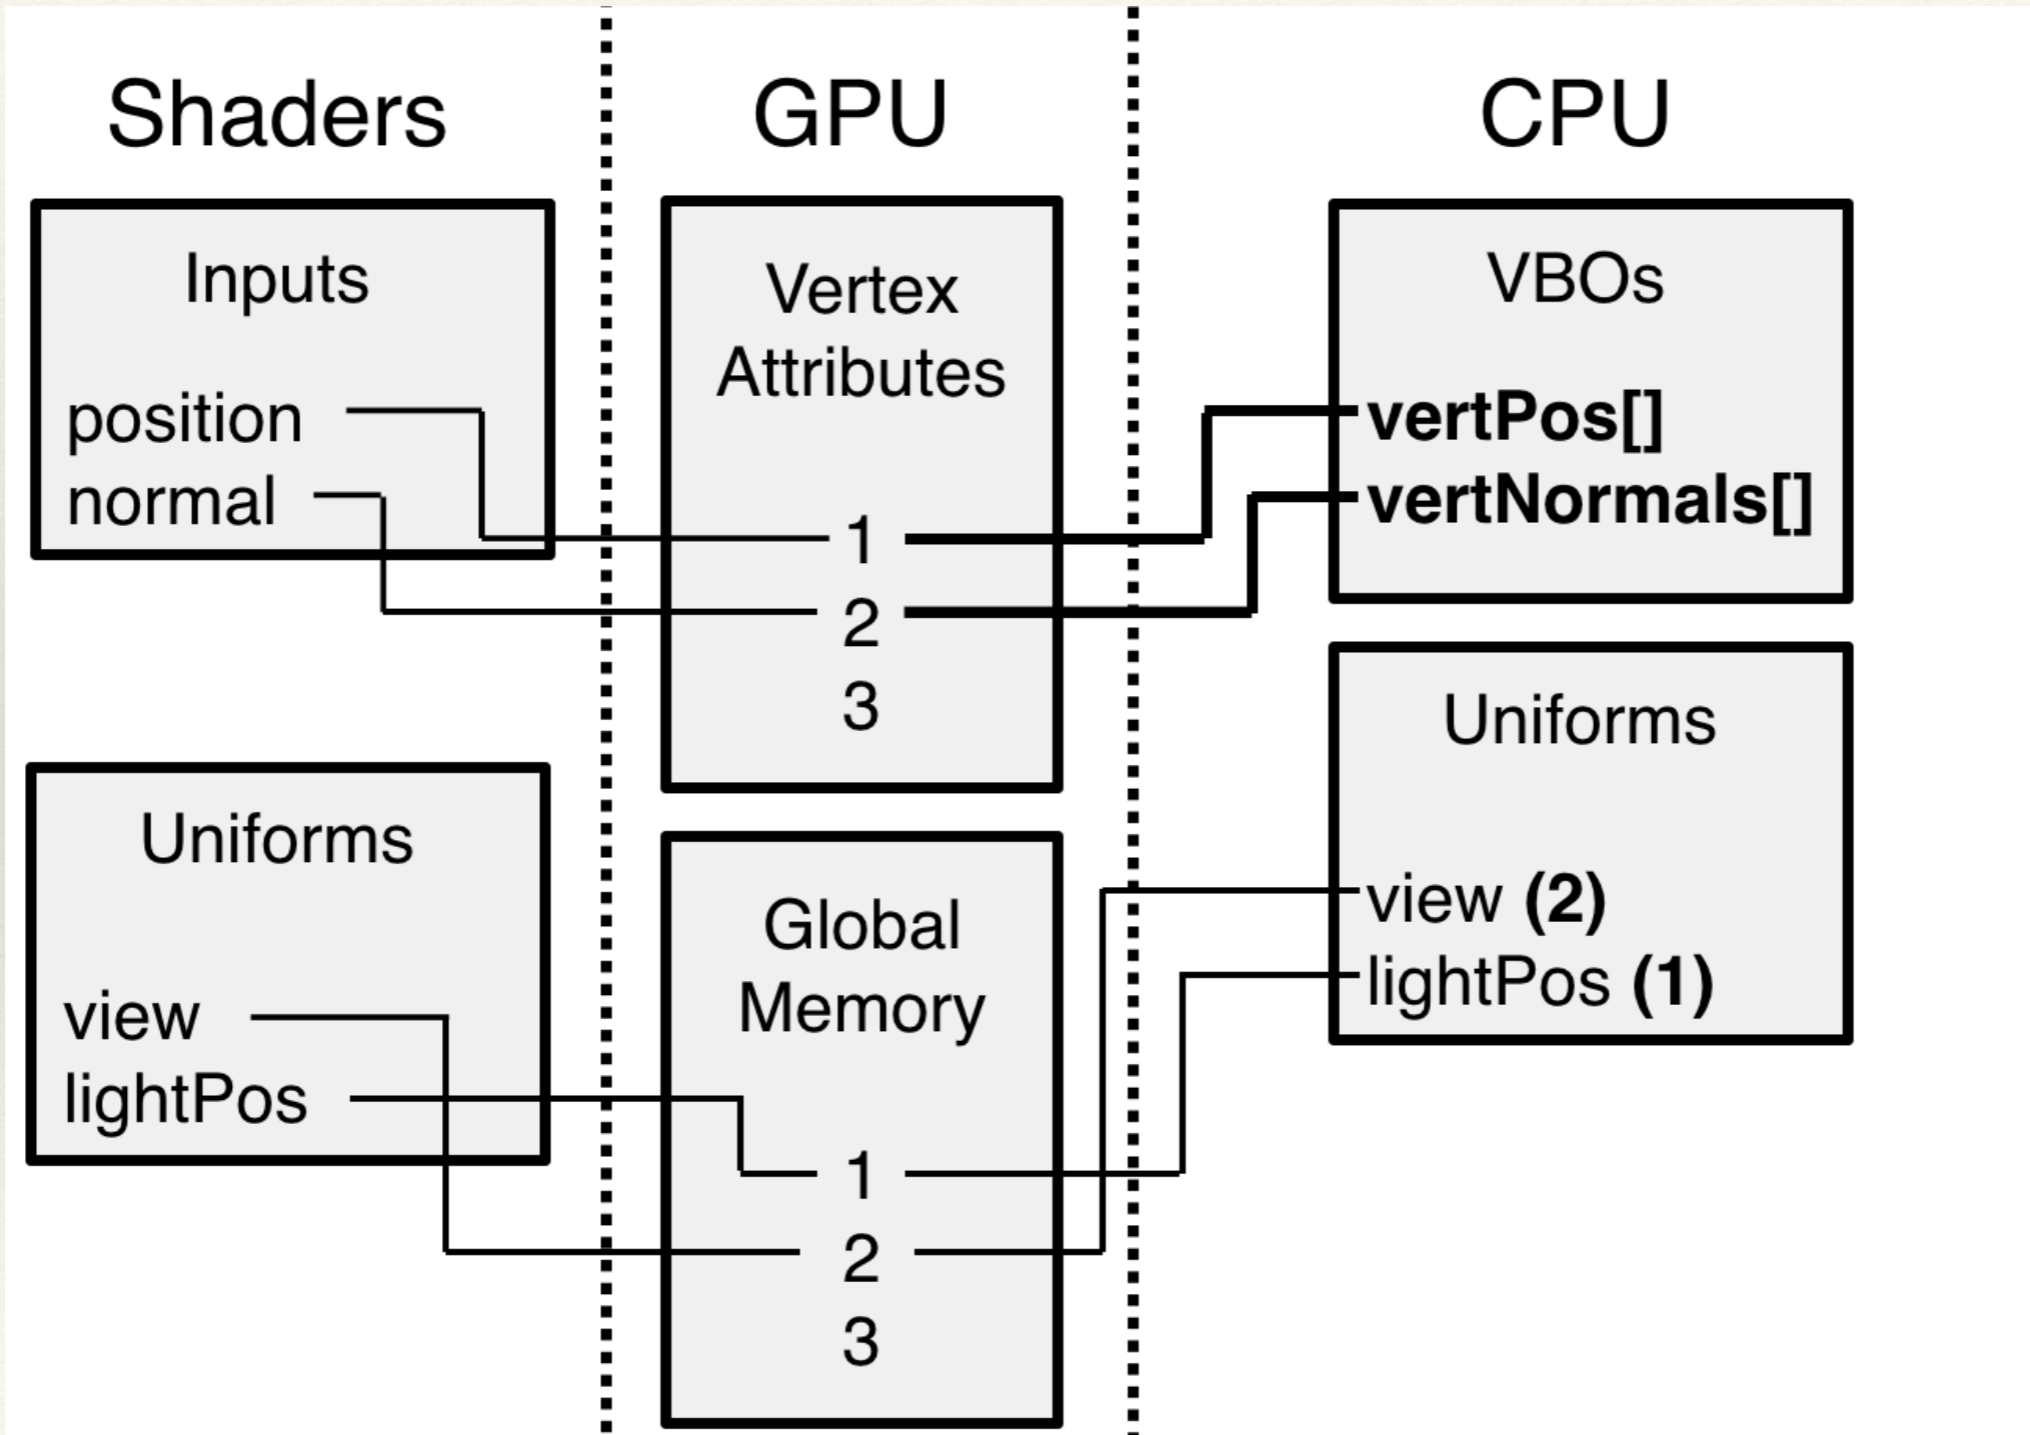 Shaders
GPU
CPU
Inputs
position
normal
Uniforms
view
lightPos
Vertex
Attributes
1
2
3
Global
Memory
1
2
3
VBOs
vertPos[]
vertNormals[]
Uniforms
view (2)
lightPos (1)